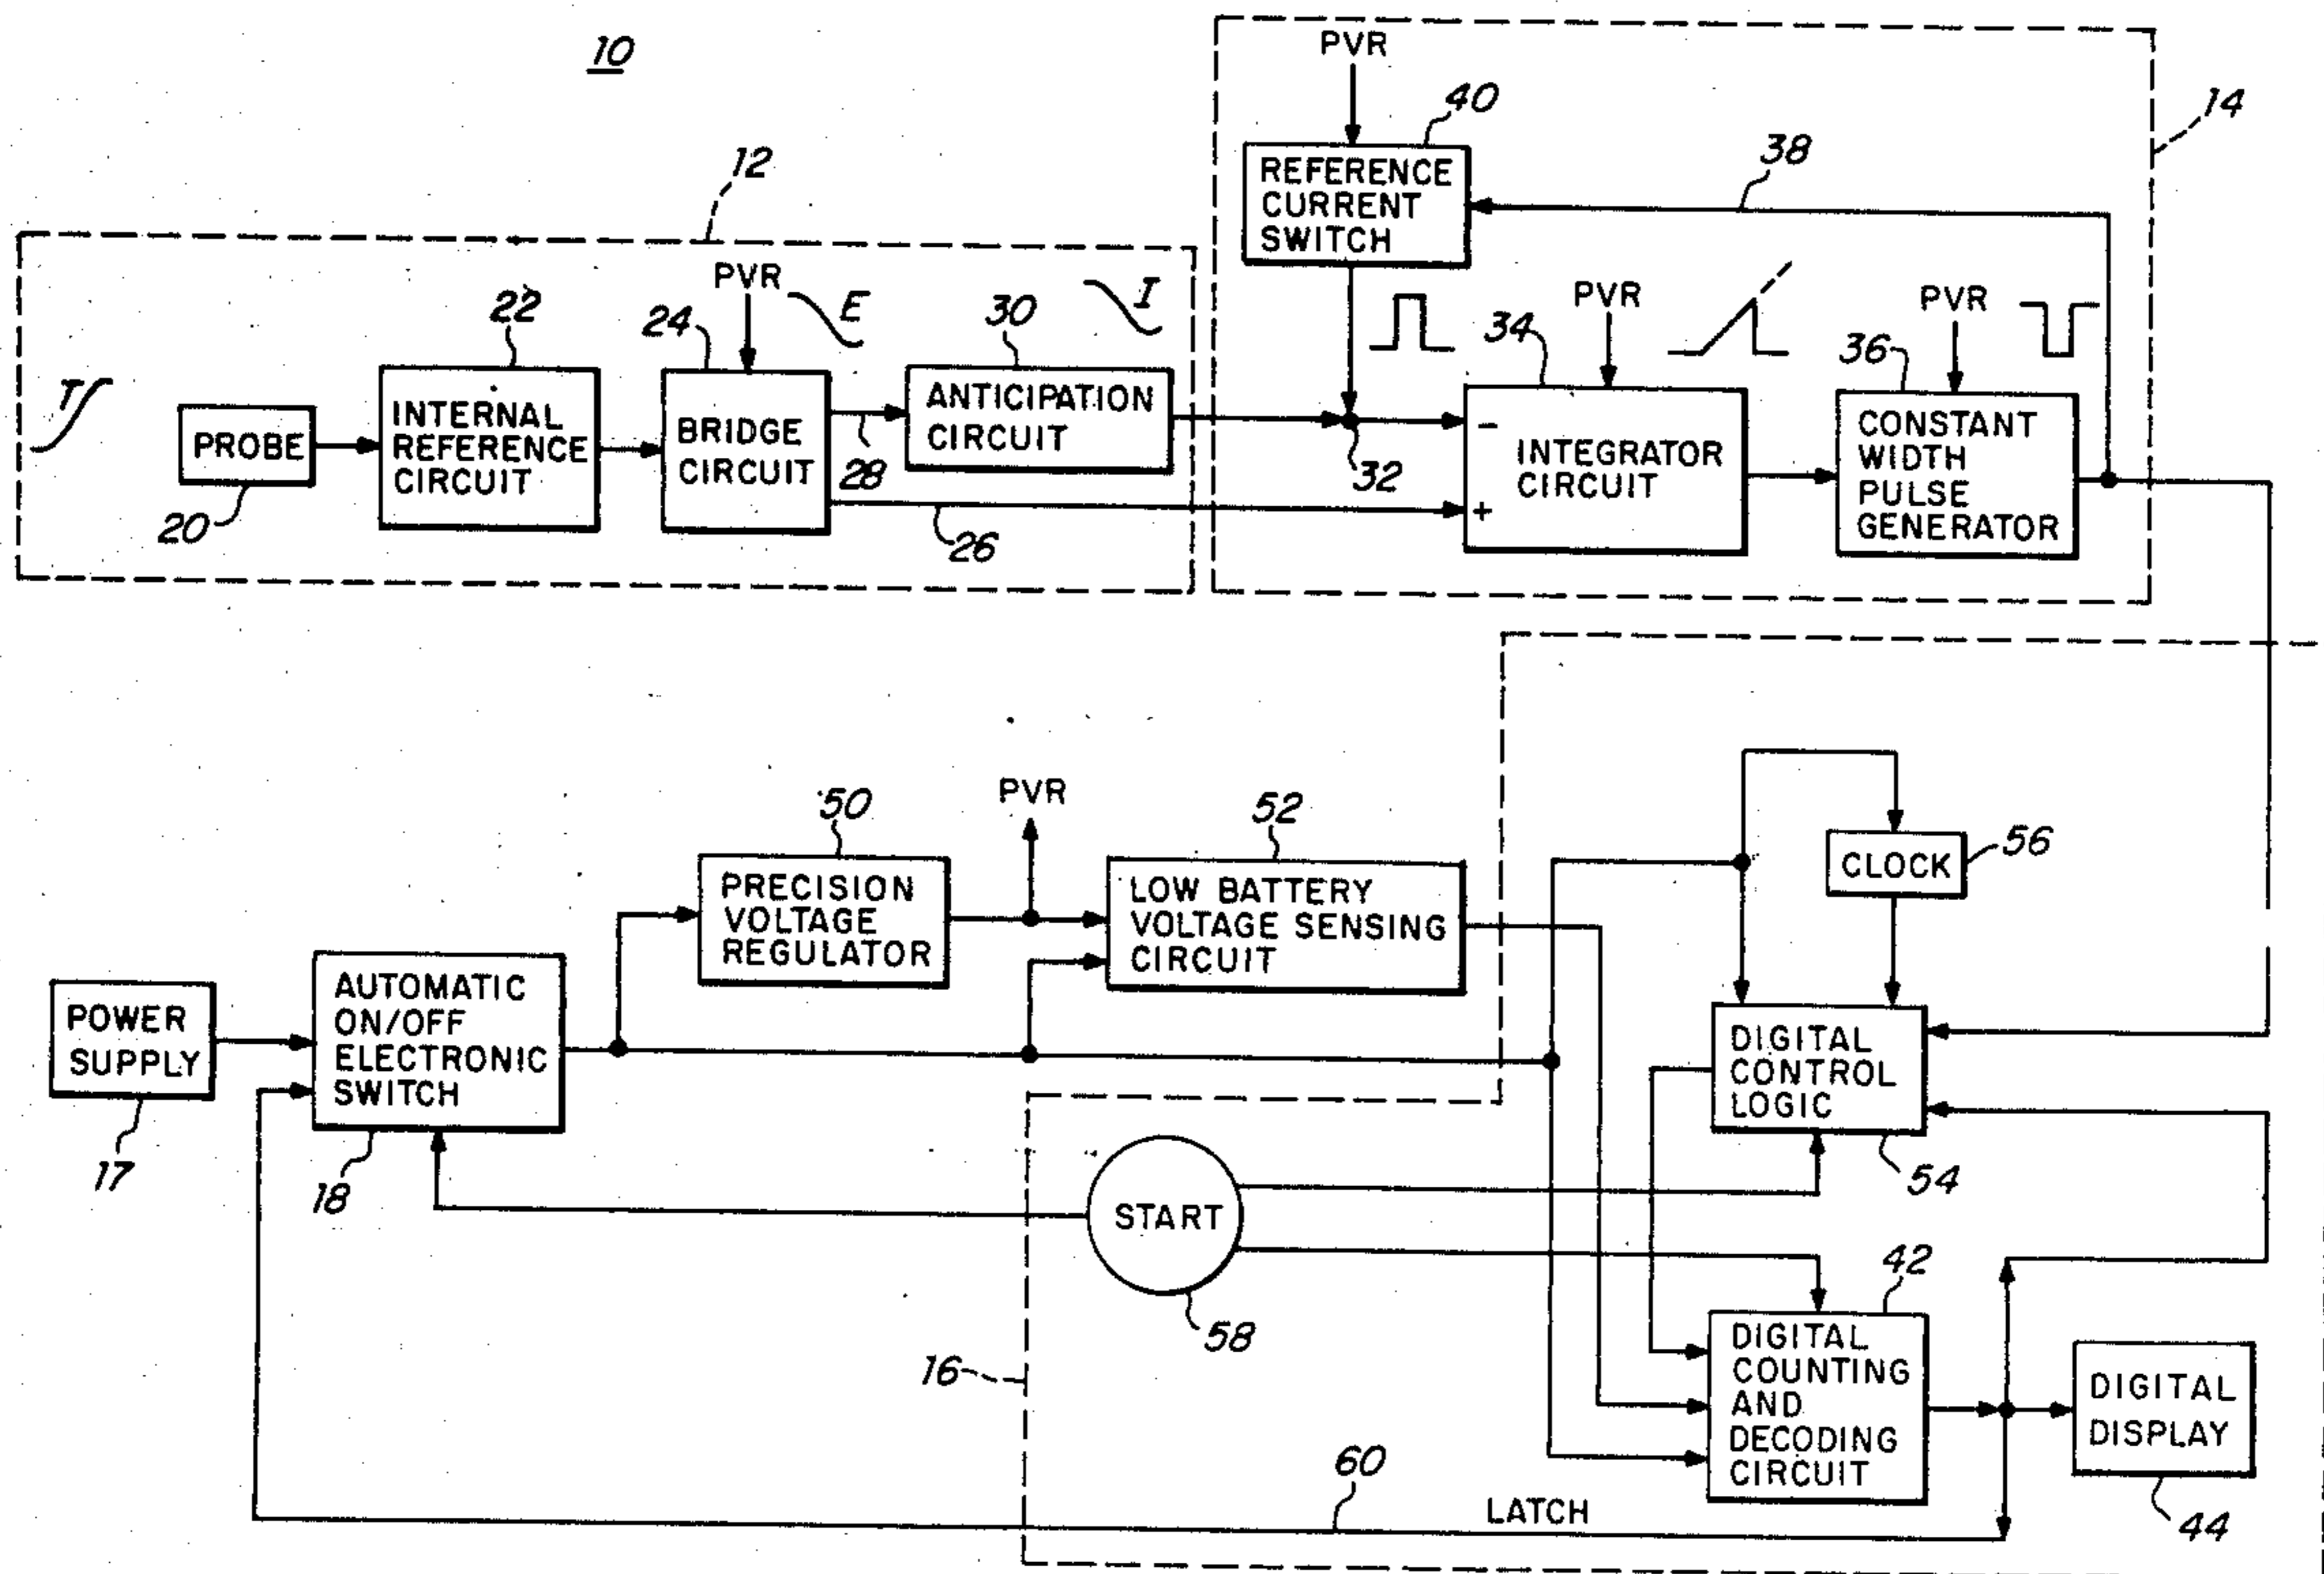 10
PVR
40
14
REFERENCE
CURRENT
SWITCH
38
12
T
PROBE
20
22
INTERNAL
REFERENCE
CIRCUIT
24
PVR
E
BRIDGE
CIRCUIT
28
26
30
I
ANTICIPATION
CIRCUIT
32
34
PVR
-
+
INTEGRATOR
CIRCUIT
36
PVR
CONSTANT
WIDTH
PULSE
GENERATOR
50
PRECISION
VOLTAGE
REGULATOR
PVR
52
LOW BATTERY
VOLTAGE SENSING
CIRCUIT
CLOCK
56
POWER
SUPPLY
17
AUTOMATIC
ON/OFF
ELECTRONIC
SWITCH
18
DIGITAL
CONTROL
LOGIC
54
START
58
16
42
DIGITAL
COUNTING
AND
DECODING
CIRCUIT
DIGITAL
DISPLAY
44
60
LATCH